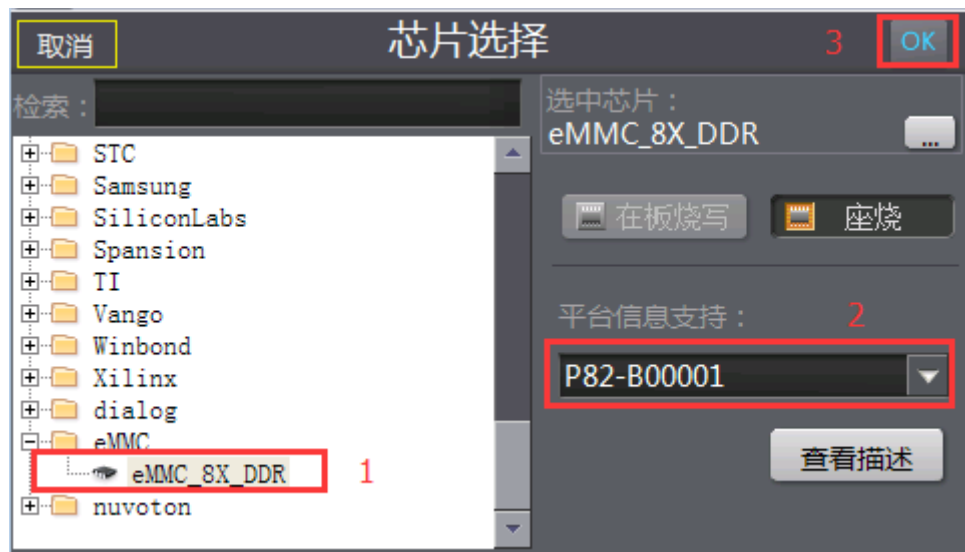 取消
芯片选择
3
OK
检索：
STC
Samsung
SiliconLabs
Spansion
TI
Vango
Winbond
Xilinx
dialog
eMMC
eMMC_8X_DDR
1
nuvoton
选中芯片：
eMMC_8X_DDR
...
在板烧写
座烧
平台信息支持：
2
P82-B00001
查看描述